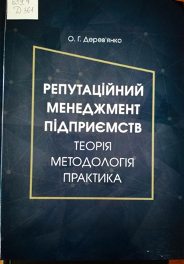 О. Г. Дерев'янко
РЕПУТАЦІЙНИЙ
МЕНЕДЖМЕНТ
ПІДПРИЄМСТВ
ТЕОРІЯ
МЕТОДОЛОГІЯ
ПРАКТИКА